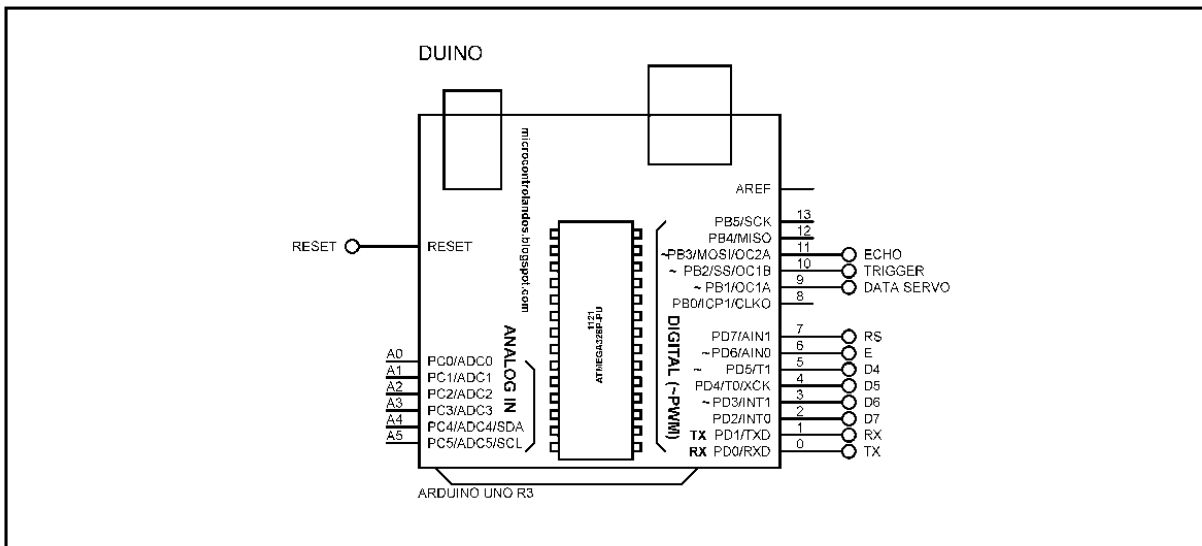 DUINO
microcontrolandos.blogspot.com
AREF
RESET
RESET
PB5/SCK 13
PB4/MISO 12
~PB3/MOSI/OC2A 11 ECHO
~ PB2/SS/OC1B 10 TRIGGER
~ PB1/OC1A 9 DATA SERVO
PB0/ICP1/CLKO 8
1121
ATMEGA328P-PU
DIGITAL (~PWM)
ANALOG IN
PD7/AIN1 7 RS
~PD6/AIN0 6 E
~ PD5/T1 5 D4
PD4/T0/XCK 4 D5
~PD3/INT1 3 D6
PD2/INT0 2 D7
TX PD1/TXD 1 RX
RX PD0/RXD 0 TX
A0 PC0/ADC0
A1 PC1/ADC1
A2 PC2/ADC2
A3 PC3/ADC3
A4 PC4/ADC4/SDA
A5 PC5/ADC5/SCL
ARDUINO UNO R3